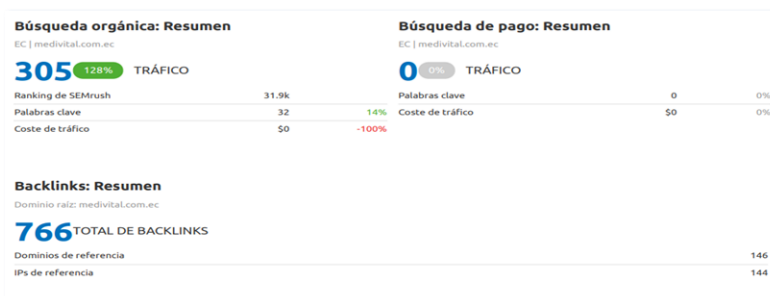 Búsqueda orgánica: Resumen
EC | medivital.com.ec
305 128% TRÁFICO
Ranking de SEMrush 31.9k
Palabras clave 32 14%
Coste de tráfico $0 -100%
Búsqueda de pago: Resumen
EC | medivital.com.ec
0 0% TRÁFICO
Palabras clave 0 0%
Coste de tráfico $0 0%
Backlinks: Resumen
Dominio raíz: medivital.com.ec
766 TOTAL DE BACKLINKS
Dominios de referencia 146
IPs de referencia 144